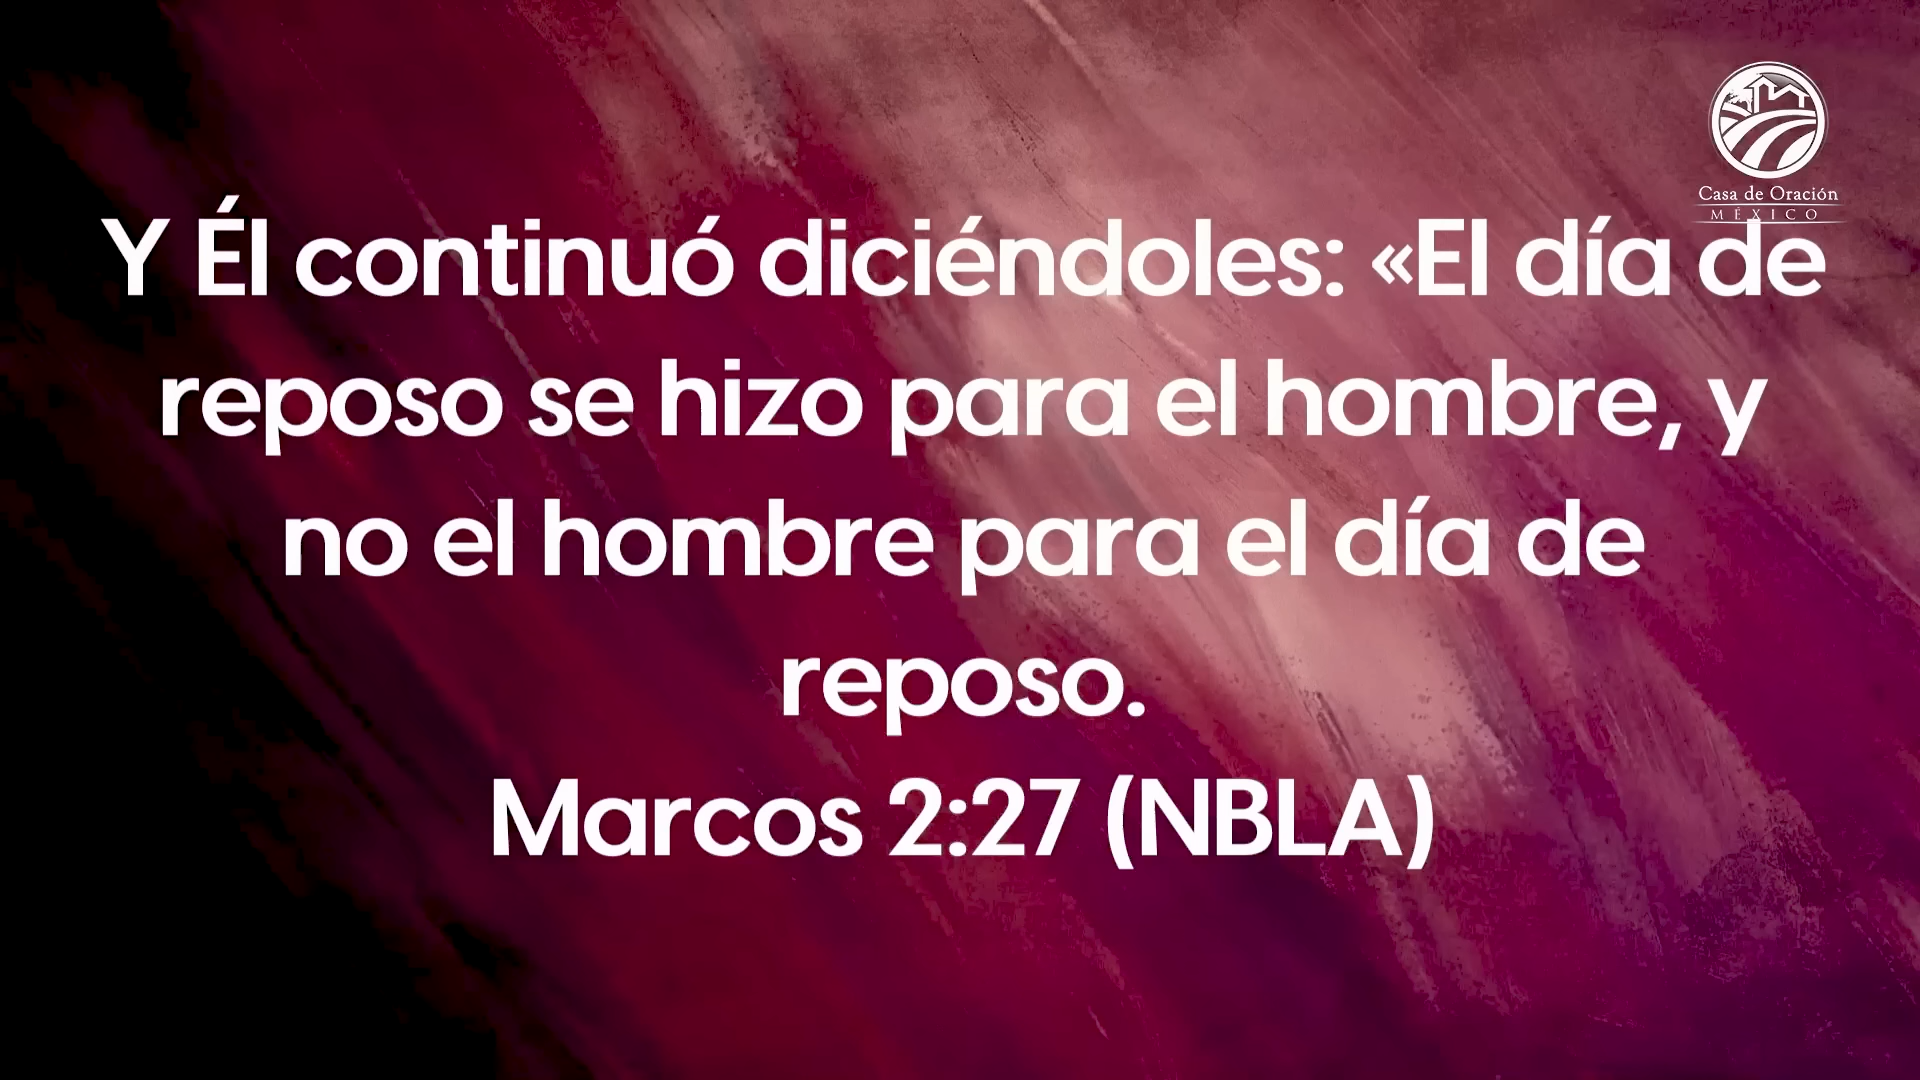 Casa de Oración
MÉXICO
Y Él continuó diciéndoles: «El día de
reposo se hizo para el hombre, y
no el hombre para el día de
reposo.
Marcos 2:27 (NBLA)